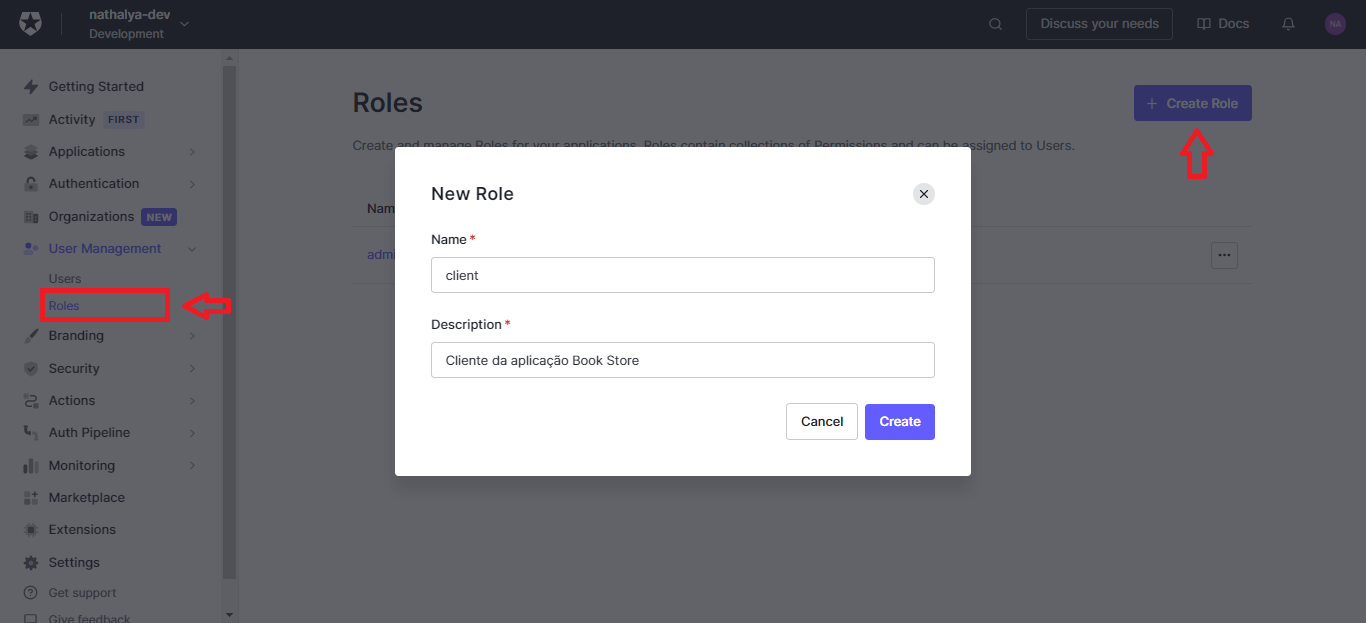 nathalya-dev
Development
Discuss your needs
Docs
NA
Getting Started
Activity FIRST
Applications
Authentication
Organizations NEW
User Management
Users
Roles
Branding
Security
Actions
Auth Pipeline
Monitoring
Marketplace
Extensions
Settings
Get support
Give feedback
Roles
+ Create Role
Create and manage Roles for your applications. Roles contain collections of Permissions and can be assigned to Users.
Nam
admi
New Role
Name *
client
Description *
Cliente da aplicação Book Store
Cancel
Create